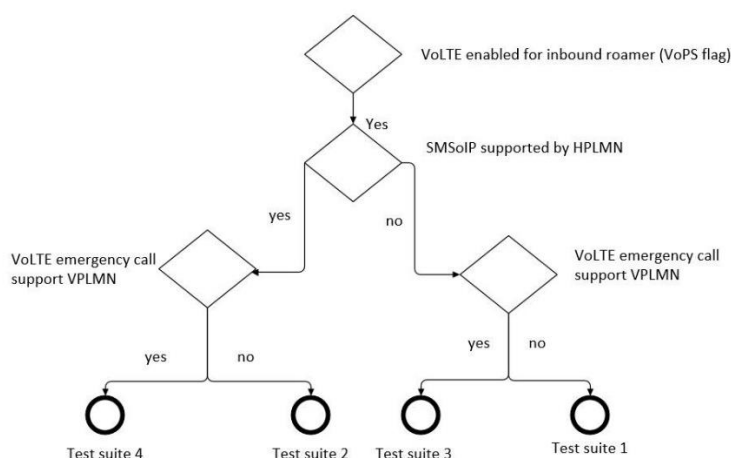 VoLTE enabled for inbound roamer (VoPS flag)
Yes
SMSoIP supported by HPLMN
yes
no
VoLTE emergency call
support VPLMN
VoLTE emergency call
support VPLMN
yes
no
yes
no
Test suite 4
Test suite 2
Test suite 3
Test suite 1